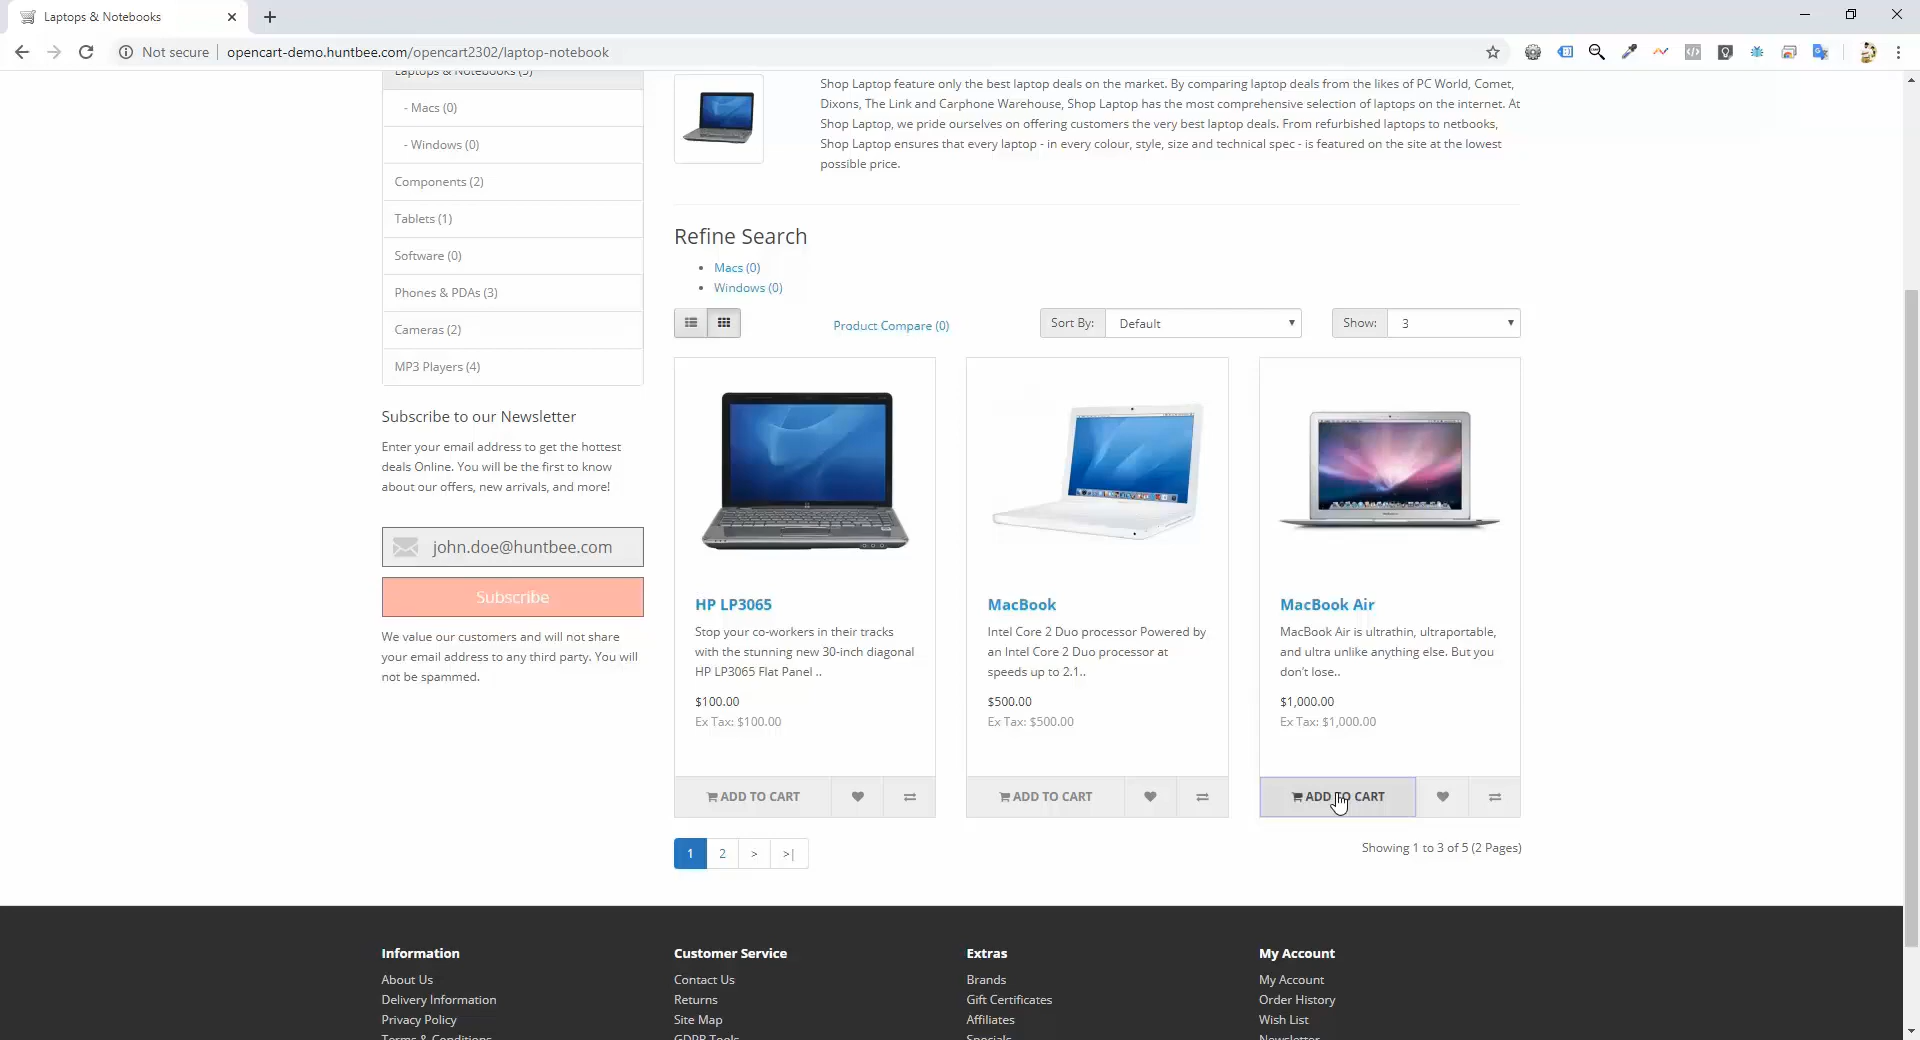 Laptops & Notebooks
Not secure
opencart-demo.huntbee.com/opencart2302/laptop-notebook
Laptops & Notebooks (5)
- Macs (0)
- Windows (0)
Components (2)
Tablets (1)
Software (0)
Phones & PDAs (3)
Cameras (2)
MP3 Players (4)
Subscribe to our Newsletter
Enter your email address to get the hottest
deals Online. You will be the first to know
about our offers, new arrivals, and more!
john.doe@huntbee.com
Subscribe
We value our customers and will not share
your email address to any third party. You will
not be spammed.
Shop Laptop feature only the best laptop deals on the market. By comparing laptop deals from the likes of PC World, Comet,
Dixons, The Link and Carphone Warehouse, Shop Laptop has the most comprehensive selection of laptops on the internet. At
Shop Laptop, we pride ourselves on offering customers the very best laptop deals. From refurbished laptops to netbooks,
Shop Laptop ensures that every laptop - in every colour, style, size and technical spec - is featured on the site at the lowest
possible price.
Refine Search
Macs (0)
Windows (0)
Product Compare (0)
Sort By:
Default
Show:
3
HP LP3065
Stop your co-workers in their tracks
with the stunning new 30-inch diagonal
HP LP3065 Flat Panel ..
$100.00
Ex Tax: $100.00
ADD TO CART
MacBook
Intel Core 2 Duo processor Powered by
an Intel Core 2 Duo processor at
speeds up to 2.1..
$500.00
Ex Tax: $500.00
ADD TO CART
MacBook Air
MacBook Air is ultrathin, ultraportable,
and ultra unlike anything else. But you
don't lose..
$1,000.00
Ex Tax: $1,000.00
ADD TO CART
1 2 > >|
Showing 1 to 3 of 5 (2 Pages)
Information
About Us
Delivery Information
Privacy Policy
Terms & Conditions
Customer Service
Contact Us
Returns
Site Map
GDPR Tools
Extras
Brands
Gift Certificates
Affiliates
Specials
My Account
My Account
Order History
Wish List
Newsletter